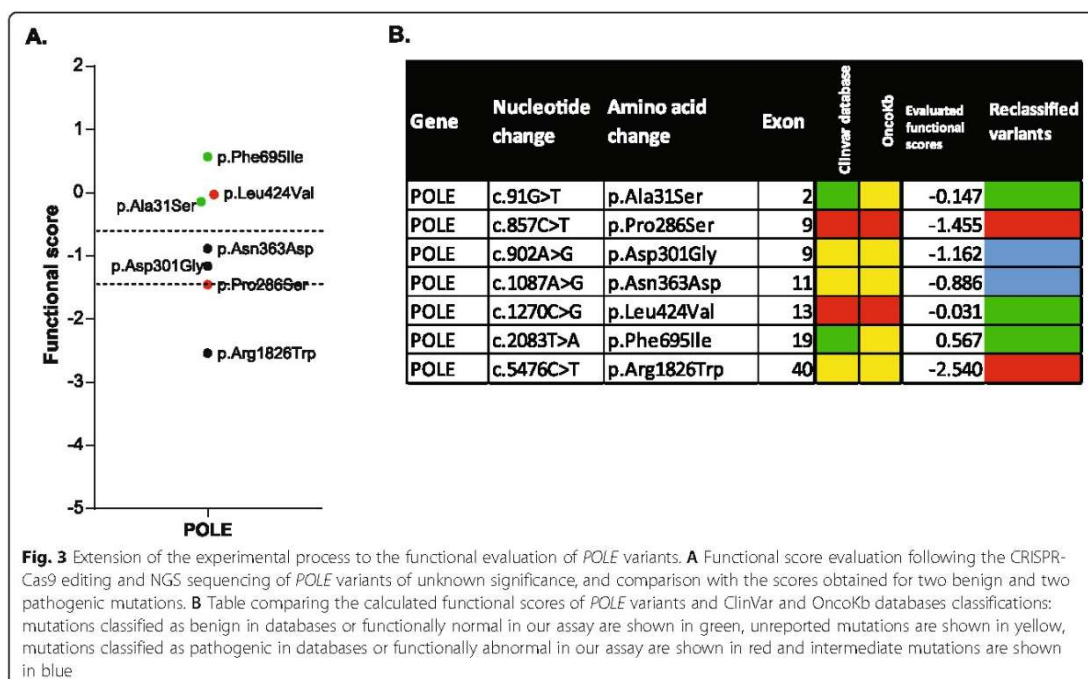 A.
2
1
0
-1
-2
-3
-4
-5
Functional score
p.Phe695Ile
p.Leu424Val
p.Ala31Ser
p.Asn363Asp
p.Asp301Gly
p.Pro286Ser
p.Arg1826Trp
POLE
B.
Gene Nucleotide change Amino acid change Exon Clinvar database OncoKb Evaluated functional scores Reclassified variants
POLE c.91G>T p.Ala31Ser 2 -0.147
POLE c.857C>T p.Pro286Ser 9 -1.455
POLE c.902A>G p.Asp301Gly 9 -1.162
POLE c.1087A>G p.Asn363Asp 11 -0.886
POLE c.1270C>G p.Leu424Val 13 -0.031
POLE c.2083T>A p.Phe695Ile 19 0.567
POLE c.5476C>T p.Arg1826Trp 40 -2.540
Fig. 3 Extension of the experimental process to the functional evaluation of POLE variants. A Functional score evaluation following the CRISPR-
Cas9 editing and NGS sequencing of POLE variants of unknown significance, and comparison with the scores obtained for two benign and two
pathogenic mutations. B Table comparing the calculated functional scores of POLE variants and ClinVar and OncoKb databases classifications:
mutations classified as benign in databases or functionally normal in our assay are shown in green, unreported mutations are shown in yellow,
mutations classified as pathogenic in databases or functionally abnormal in our assay are shown in red and intermediate mutations are shown
in blue